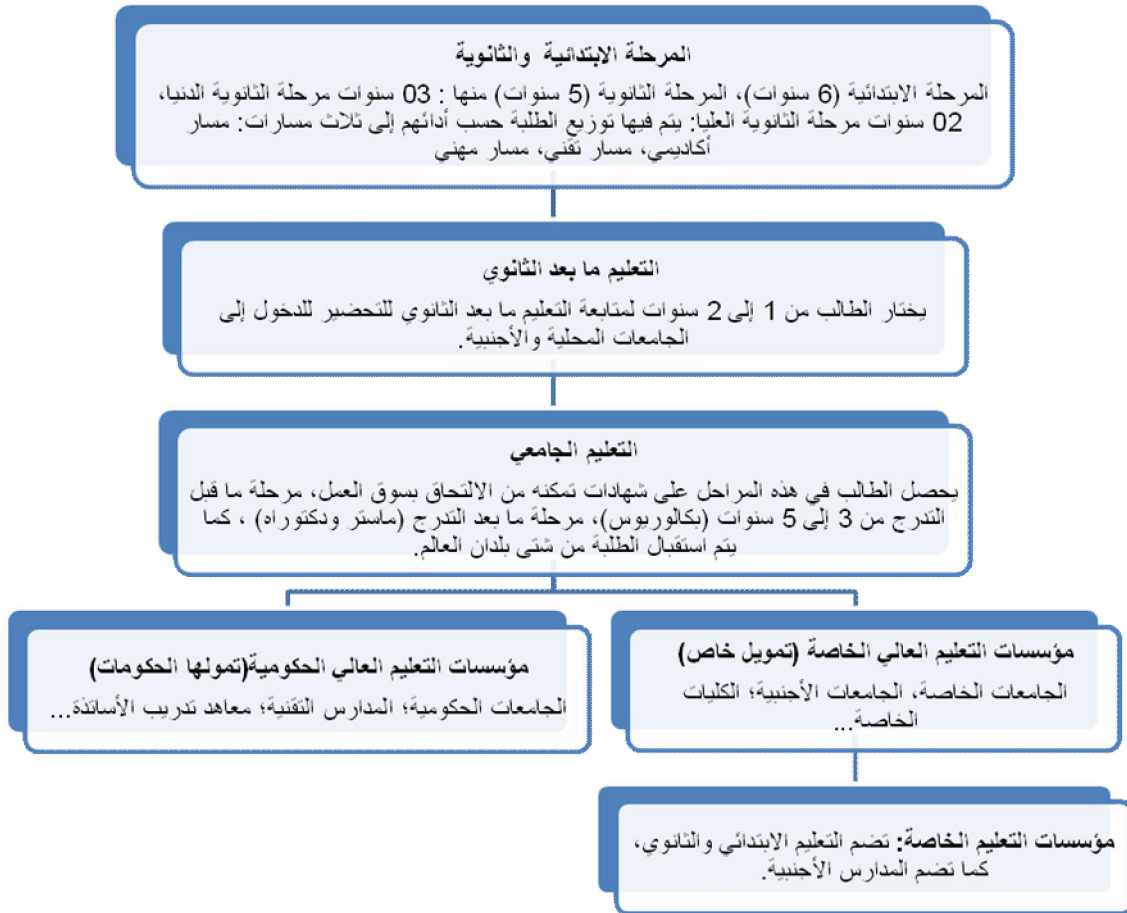 المرحلة الابتدائية والثانوية
المرحلة الابتدائية (6 سنوات)، المرحلة الثانوية (5 سنوات) منها : 03 سنوات مرحلة الثانوية الدنيا،
02 سنوات مرحلة الثانوية العليا: يتم فيها توزيع الطلبة حسب أدائهم إلى ثلاث مسارات: مسار
أكاديمي، مسار تقني، مسار مهني
التعليم ما بعد الثانوي
يختار الطالب من 1 إلى 2 سنوات لمتابعة التعليم ما بعد الثانوي للتحضير للدخول إلى
الجامعات المحلية والأجنبية.
التعليم الجامعي
يحصل الطالب في هذه المراحل على شهادات تمكنه من الالتحاق بسوق العمل، مرحلة ما قبل
التدرج من 3 إلى 5 سنوات (بكالوريوس)، مرحلة ما بعد التدرج (ماستر ودكتوراه) ، كما
يتم استقبال الطلبة من شتى بلدان العالم.
مؤسسات التعليم العالي الخاصة (تمويل خاص)
الجامعات الخاصة، الجامعات الأجنبية؛ الكليات
الخاصة...
مؤسسات التعليم العالي الحكومية(تمولها الحكومات)
الجامعات الحكومية؛ المدارس التقنية؛ معاهد تدريب الأساتذة...
مؤسسات التعليم الخاصة: تضم التعليم الابتدائي والثانوي،
كما تضم المدارس الأجنبية.